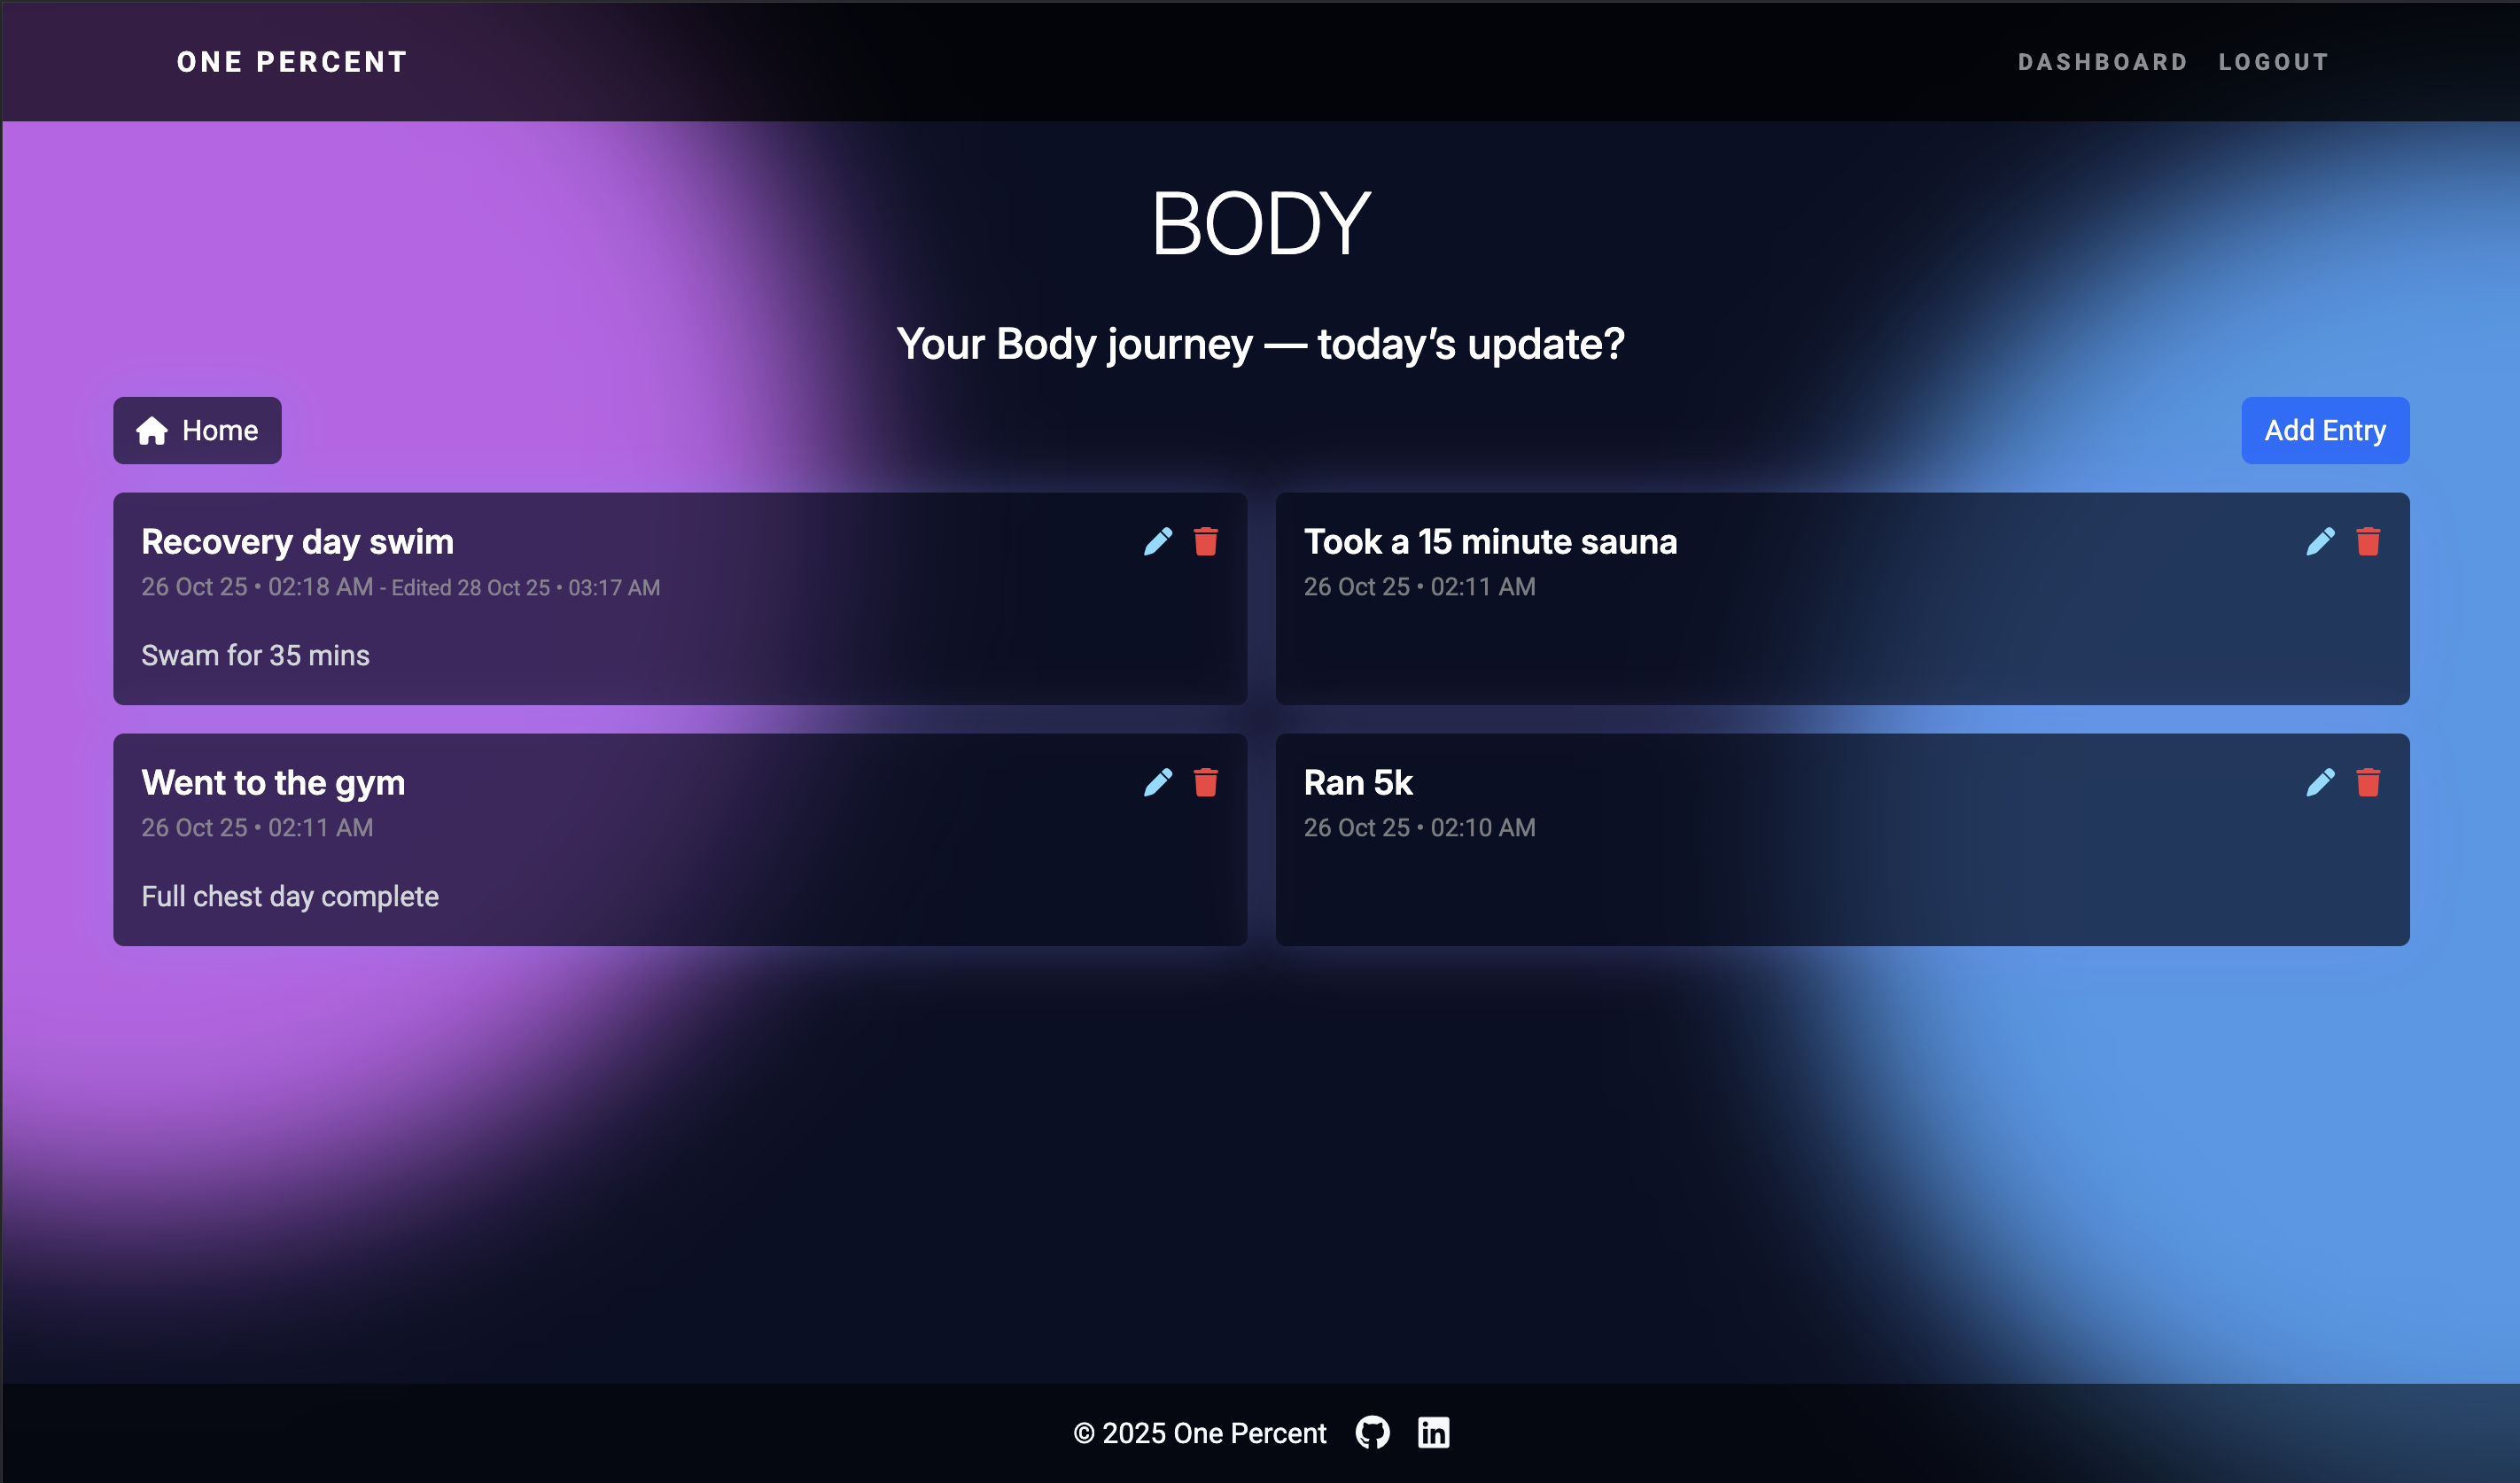 ONE PERCENT
DASHBOARD LOGOUT
BODY
Your Body journey — today’s update?
Home
Add Entry
Recovery day swim
26 Oct 25 • 02:18 AM - Edited 28 Oct 25 • 03:17 AM
Swam for 35 mins
Took a 15 minute sauna
26 Oct 25 • 02:11 AM
Went to the gym
26 Oct 25 • 02:11 AM
Full chest day complete
Ran 5k
26 Oct 25 • 02:10 AM
© 2025 One Percent
in